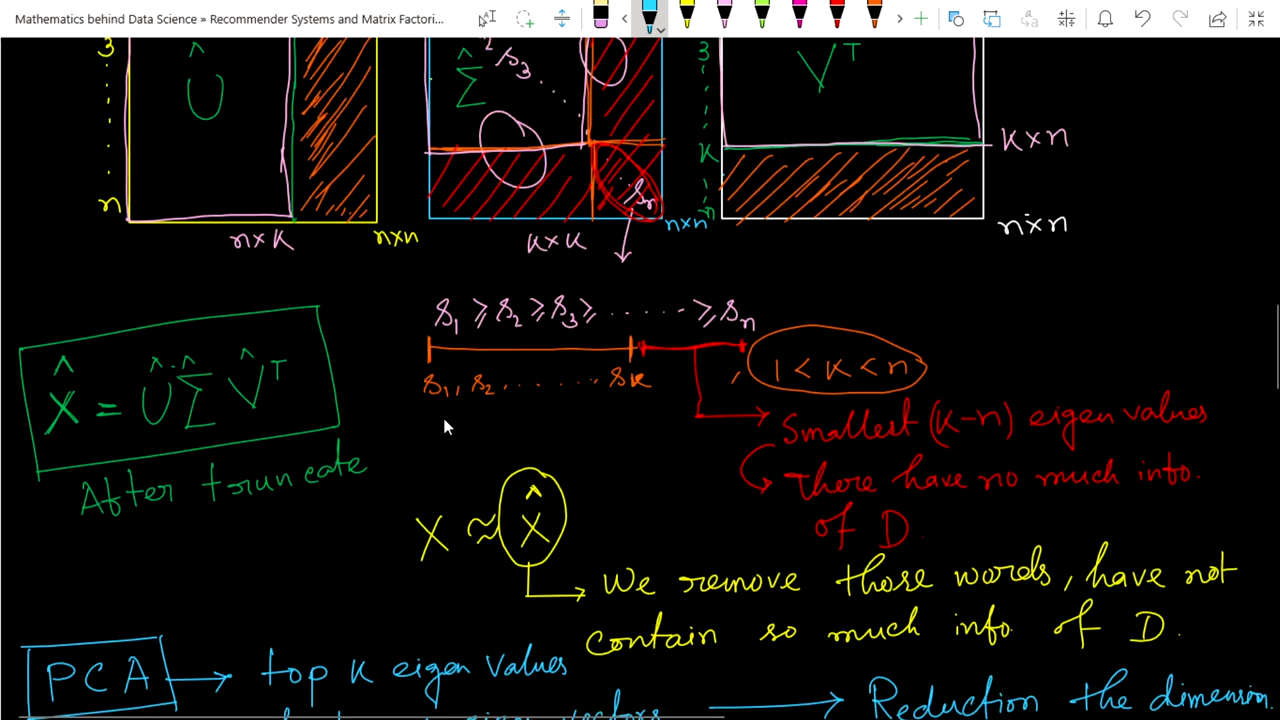 Mathematics behind Data Science » Recommender Systems and Matrix Factori...
3
Û
n
n×k
n×n
Σ̂
2
s3
sn
k×k
n×n
3
V^T
k
n
k×n
n×n
s1 ≥ s2 ≥ s3 ≥ ...... ≥ sn
s1, s2 ....... sk , 1 < k < n
X̂ = Û Σ̂ V̂^T
After truncate
Smallest (k-n) eigen values
There have no much info.
of D
X ≈ X̂
We remove those words, have not
contain so much info. of D.
PCA → top k eigen values
→ Reduction the dimension.